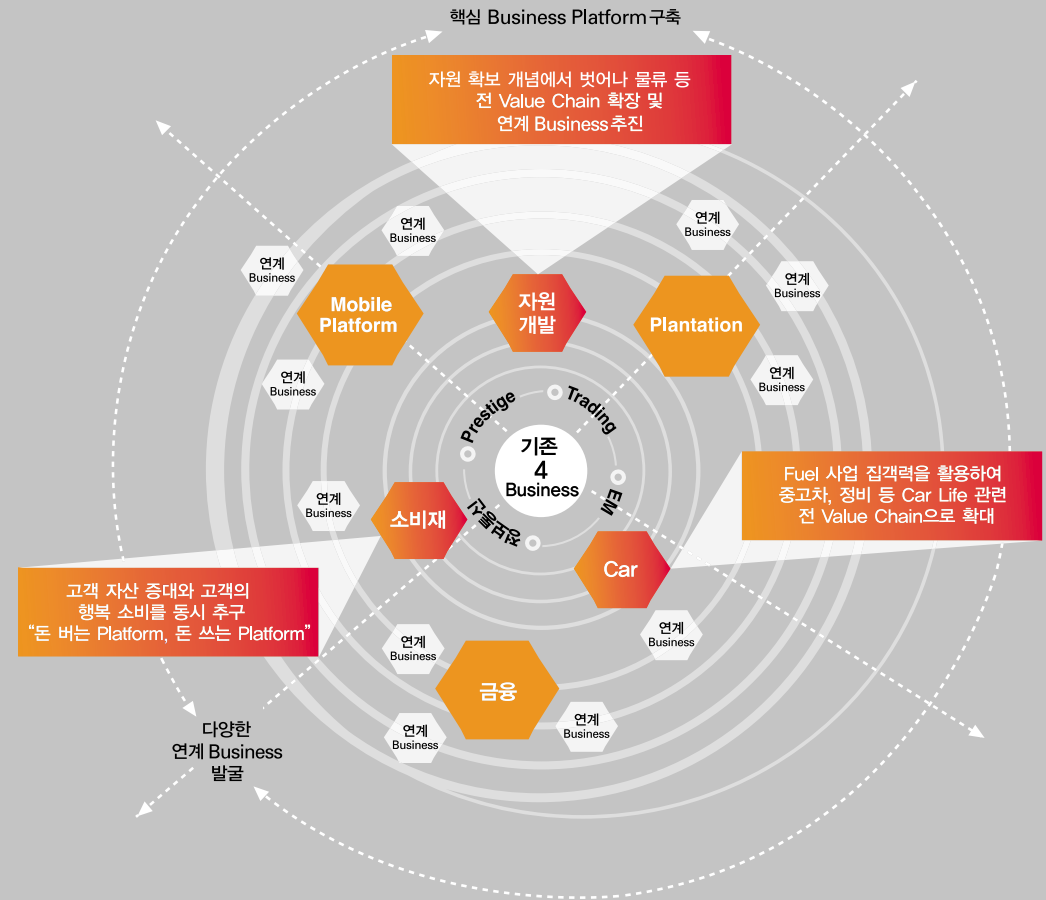 핵심 Business Platform 구축
자원 확보 개념에서 벗어나 물류 등
전 Value Chain 확장 및
연계 Business 추진
연계
Business
연계
Business
연계
Business
연계
Business
Mobile
Platform
자원
개발
Plantation
연계
Business
연계
Business
Prestige
Trading
기존
4
Business
EM
정보통신
Fuel 사업 집객력을 활용하여
중고차, 정비 등 Car Life 관련
전 Value Chain으로 확대
연계
Business
소비재
Car
고객 자산 증대와 고객의
행복 소비를 동시 추구
“돈 버는 Platform, 돈 쓰는 Platform”
연계
Business
연계
Business
금융
연계
Business
연계
Business
다양한
연계 Business
발굴